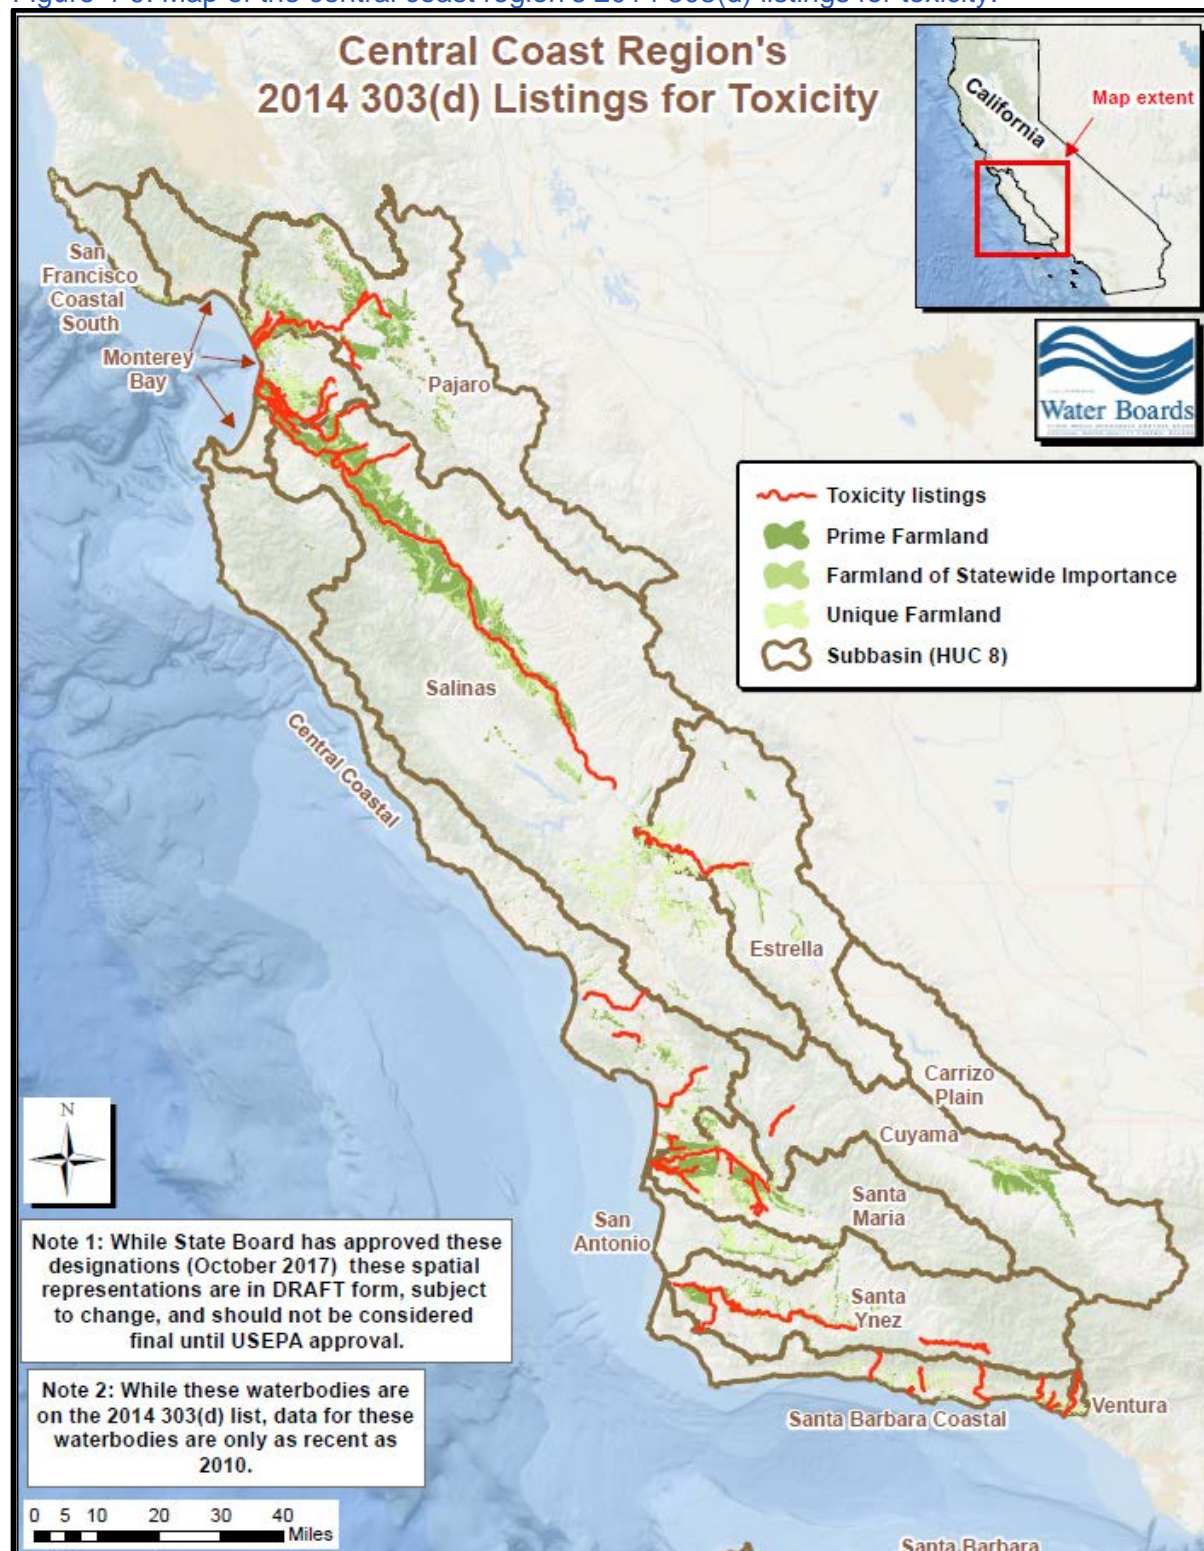 Central Coast Region's
2014 303(d) Listings for Toxicity
California
Map extent
San
Francisco
Coastal
South
Monterey
Bay
Pajaro
Water Boards
Toxicity listings
Prime Farmland
Farmland of Statewide Importance
Unique Farmland
Subbasin (HUC 8)
Salinas
Central Coastal
Estrella
Carrizo
Plain
Cuyama
N
Santa
Maria
San
Antonio
Note 1: While State Board has approved these
designations (October 2017) these spatial
representations are in DRAFT form, subject
to change, and should not be considered
final until USEPA approval.
Santa
Ynez
Note 2: While these waterbodies are
on the 2014 303(d) list, data for these
waterbodies are only as recent as
2010.
Ventura
Santa Barbara Coastal
0 5 10 20 30 40
Miles
Santa Barbara